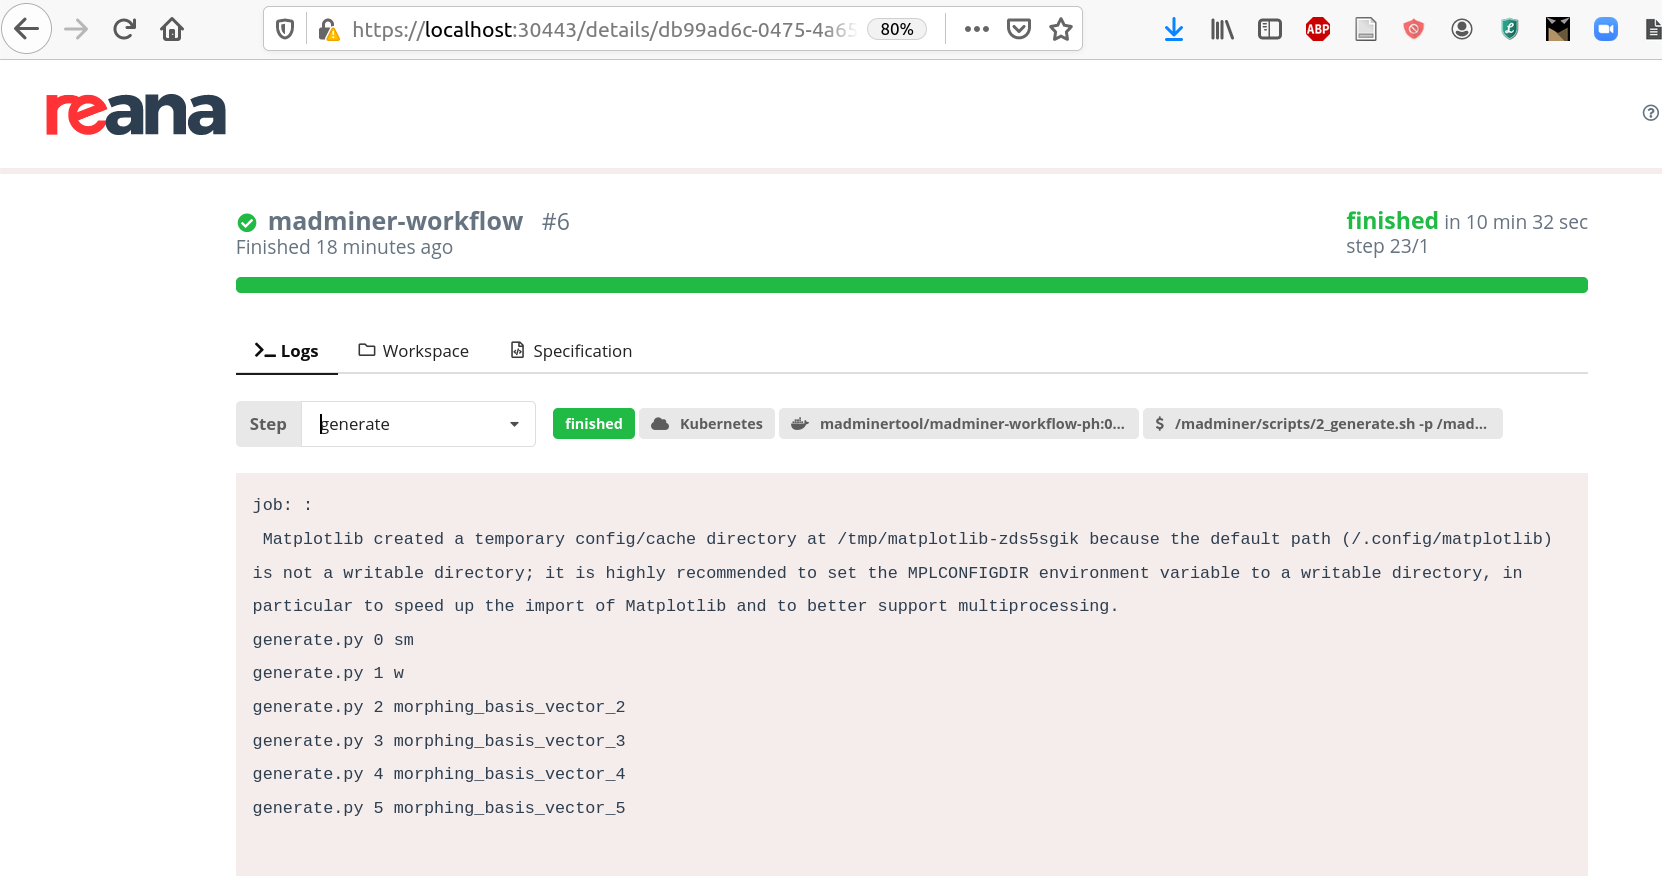 https://localhost:30443/details/db99ad6c-0475-4a65 80%
ABP
reana
madminer-workflow #6
finished in 10 min 32 sec
Finished 18 minutes ago
step 23/1
Logs Workspace Specification
Step generate finished Kubernetes madminertool/madminer-workflow-ph:0... $ /madminer/scripts/2_generate.sh -p /mad...
job: :
Matplotlib created a temporary config/cache directory at /tmp/matplotlib-zds5sgik because the default path (/.config/matplotlib)
is not a writable directory; it is highly recommended to set the MPLCONFIGDIR environment variable to a writable directory, in
particular to speed up the import of Matplotlib and to better support multiprocessing.
generate.py 0 sm
generate.py 1 w
generate.py 2 morphing_basis_vector_2
generate.py 3 morphing_basis_vector_3
generate.py 4 morphing_basis_vector_4
generate.py 5 morphing_basis_vector_5